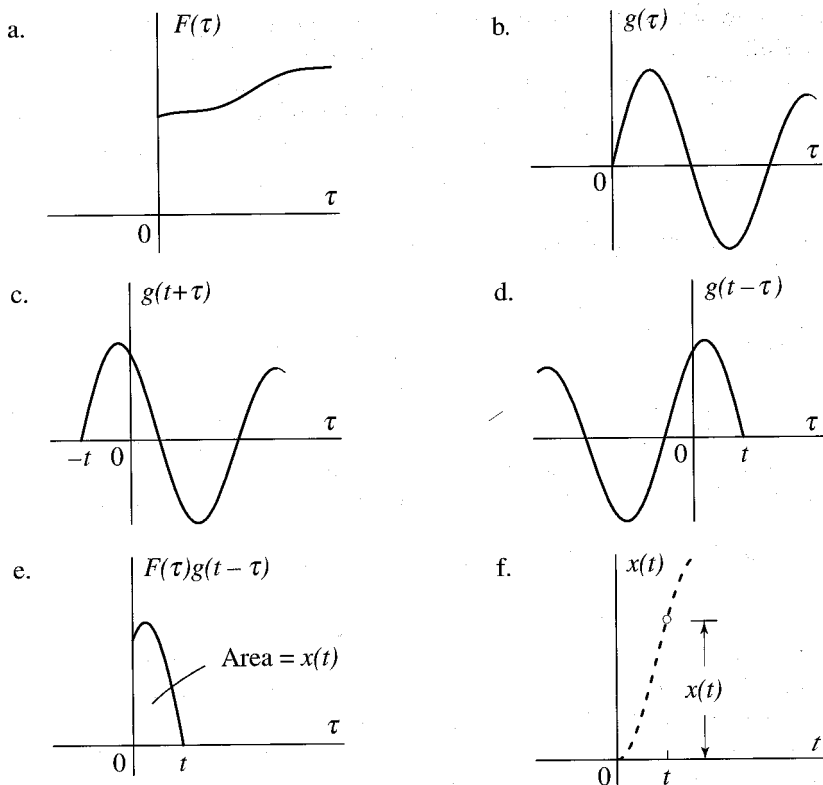 a.
F(τ)
τ
0
b.
g(τ)
τ
0
c.
g(t+τ)
τ
−t 0
d.
g(t−τ)
τ
0 t
e.
F(τ)g(t−τ)
Area = x(t)
τ
0 t
f.
x(t)
x(t)
t
0 t